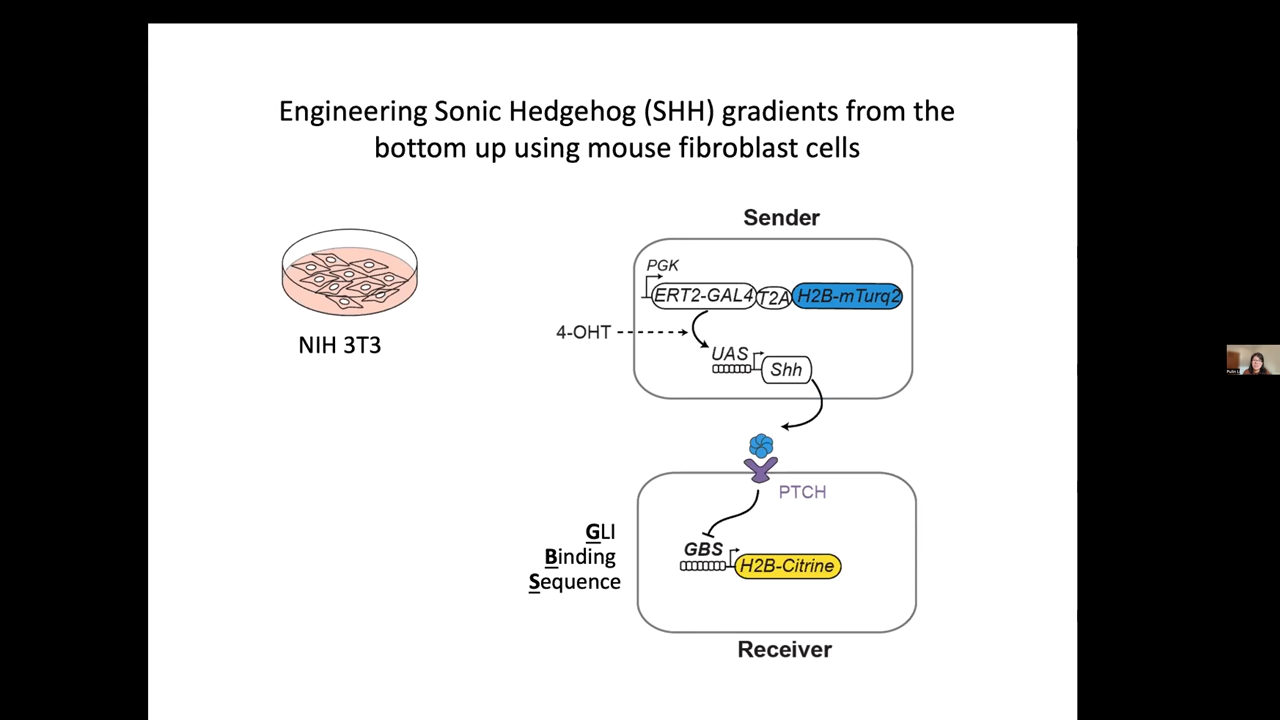 Engineering Sonic Hedgehog (SHH) gradients from the
bottom up using mouse fibroblast cells
NIH 3T3
Sender
PGK
ERT2-GAL4 T2A H2B-mTurq2
4-OHT
UAS
Shh
PTCH
GLI
Binding
Sequence
GBS
H2B-Citrine
Receiver